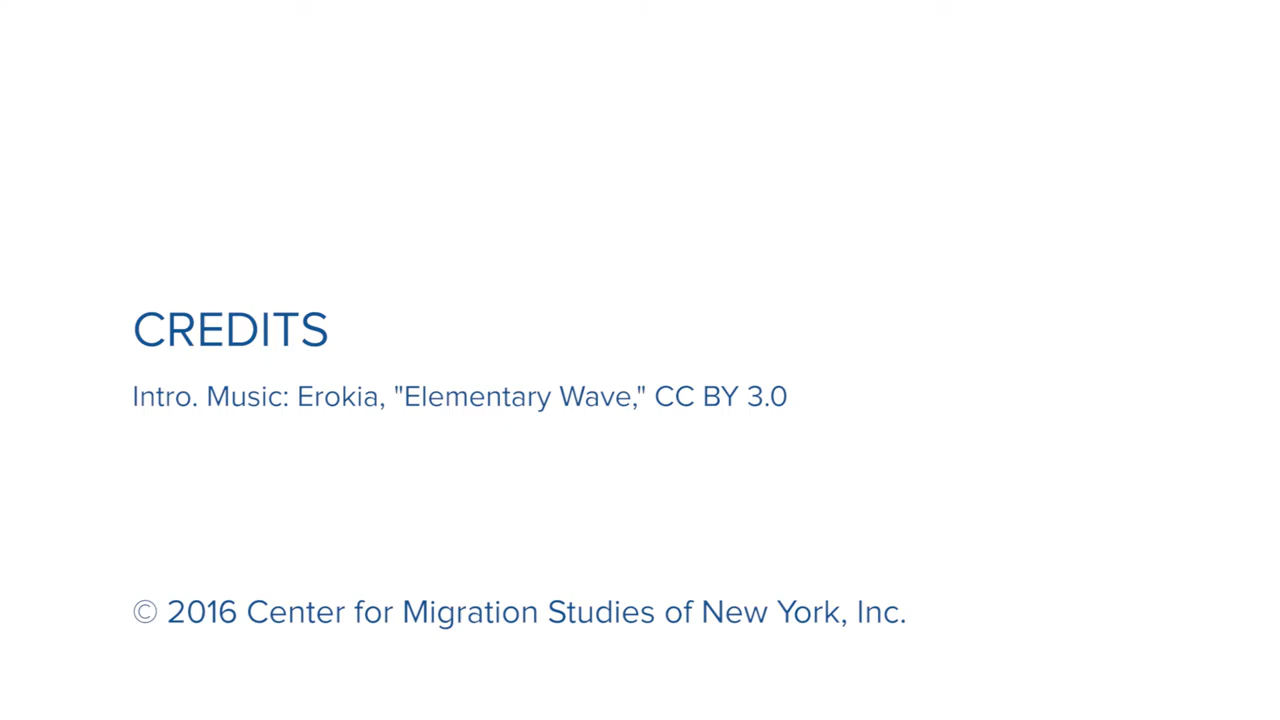 CREDITS
Intro. Music: Erokia, "Elementary Wave," CC BY 3.0
© 2016 Center for Migration Studies of New York, Inc.